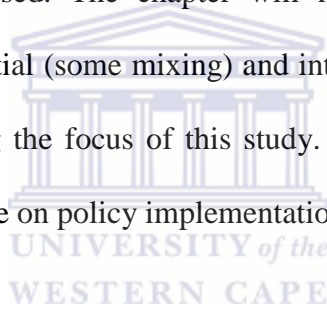 sed. The chapter will
tial (some mixing) and int
the focus of this study.
e on policy implementatio
UNIVERSITY of the
WESTERN CAPE